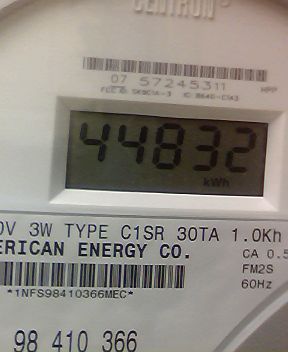 CENTRON®
07 57245311
HPP
44832
kWh
3W TYPE C1SR 30TA 1.0Kh
ERICAN ENERGY CO.
CA 0.5
FM2S
60Hz
*1NFS98410366MEC*
98 410 366